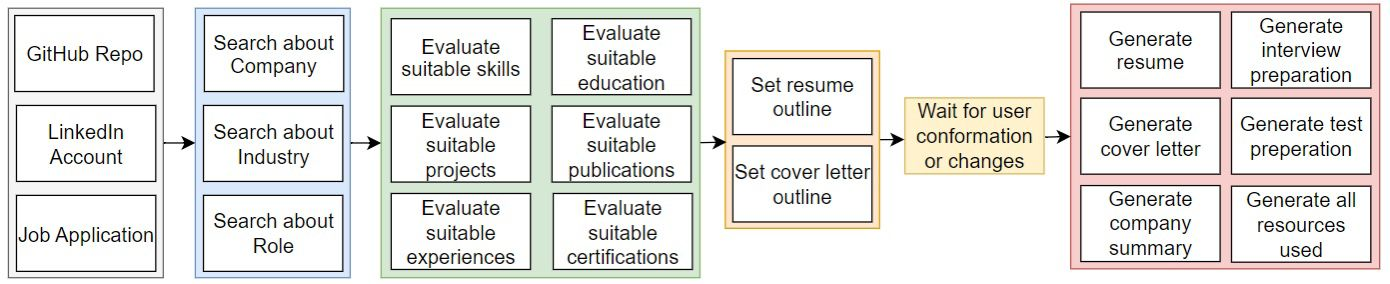 GitHub Repo
LinkedIn
Account
Job Application
Search about
Company
Search about
Industry
Search about
Role
Evaluate
suitable skills
Evaluate
suitable
education
Evaluate
suitable
projects
Evaluate
suitable
publications
Evaluate
suitable
experiences
Evaluate
suitable
certifications
Set resume
outline
Set cover letter
outline
Wait for user
conformation
or changes
Generate
resume
Generate
interview
preparation
Generate
cover letter
Generate test
preperation
Generate
company
summary
Generate all
resources
used